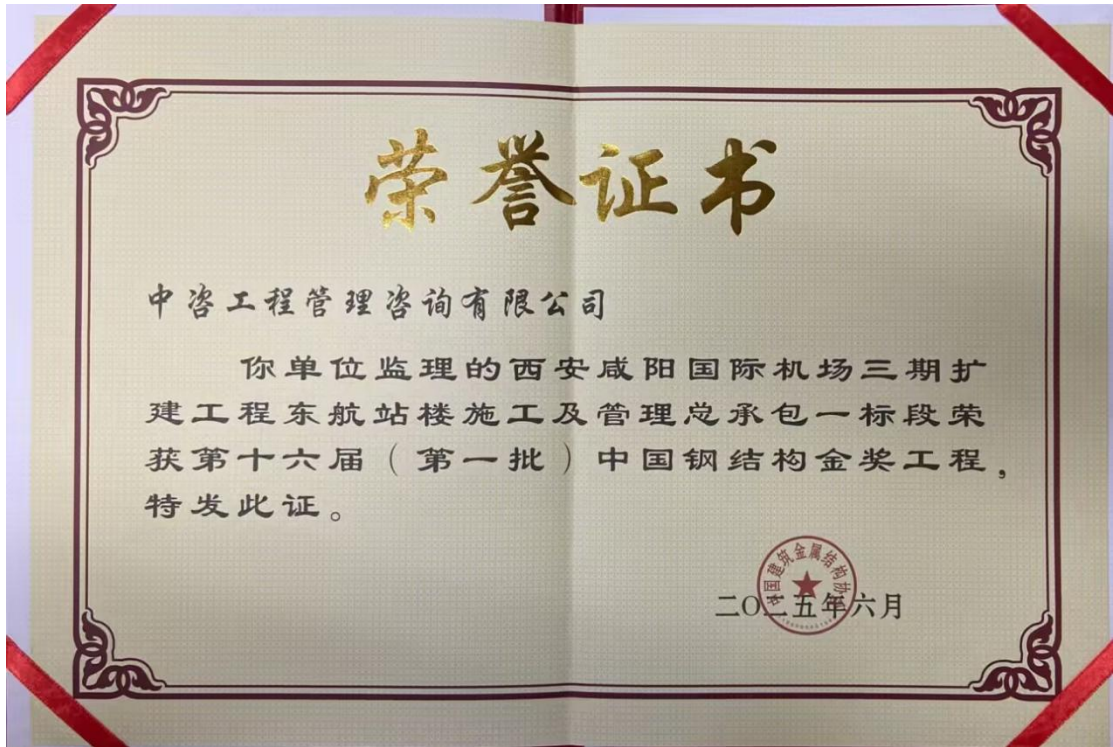 荣誉证书
中咨工程管理咨询有限公司
你单位监理的西安咸阳国际机场三期扩
建工程东航站楼施工及管理总承包一标段荣
获第十六届（第一批）中国钢结构金奖工程，
特发此证。
中国建筑金属结构协会
二〇二五年六月